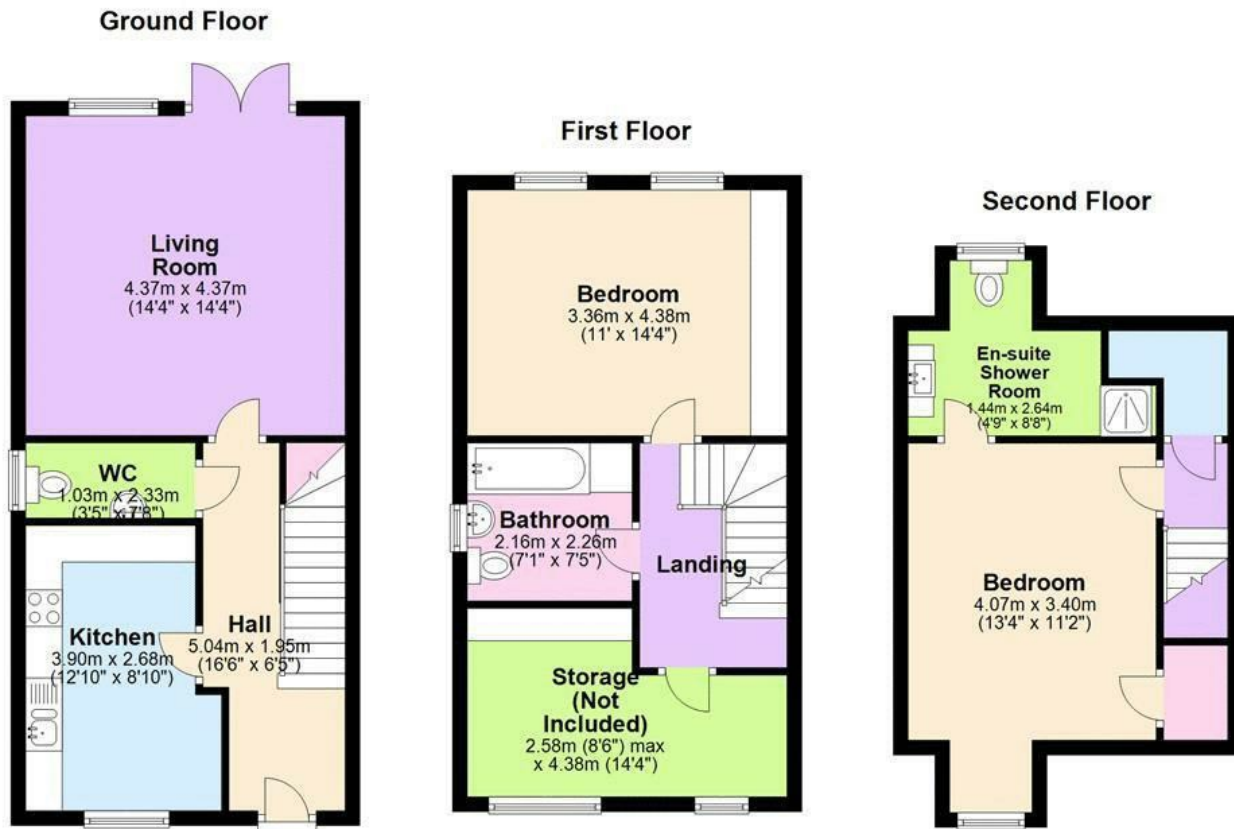 Ground Floor
Living
Room
4.37m x 4.37m
(14'4" x 14'4")
WC
1.03m x 2.33m
(3'5" x 7'8")
Kitchen
3.90m x 2.68m
(12'10" x 8'10")
Hall
5.04m x 1.95m
(16'6" x 6'5")
First Floor
Bedroom
3.36m x 4.38m
(11' x 14'4")
Bathroom
2.16m x 2.26m
(7'1" x 7'5")
Landing
Storage
(Not
Included)
2.58m (8'6") max
x 4.38m (14'4")
Second Floor
En-suite
Shower
Room
1.44m x 2.64m
(4'9" x 8'8")
Bedroom
4.07m x 3.40m
(13'4" x 11'2")